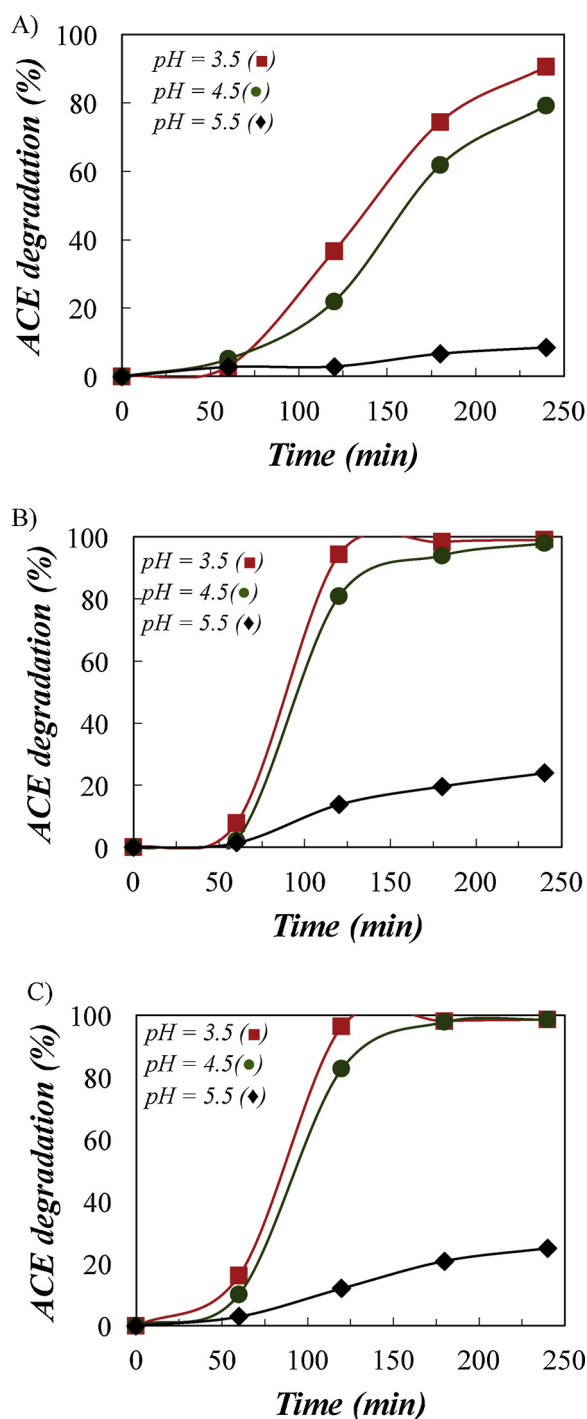 A)
100
80
60
40
20
0
ACE degradation (%)
pH = 3.5 (■)
pH = 4.5(●)
pH = 5.5 (♦)
0 50 100 150 200 250
Time (min)
B)
100
80
60
40
20
0
ACE degradation (%)
pH = 3.5 (■)
pH = 4.5(●)
pH = 5.5 (♦)
0 50 100 150 200 250
Time (min)
C)
100
80
60
40
20
0
ACE degradation (%)
pH = 3.5 (■)
pH = 4.5(●)
pH = 5.5 (♦)
0 50 100 150 200 250
Time (min)